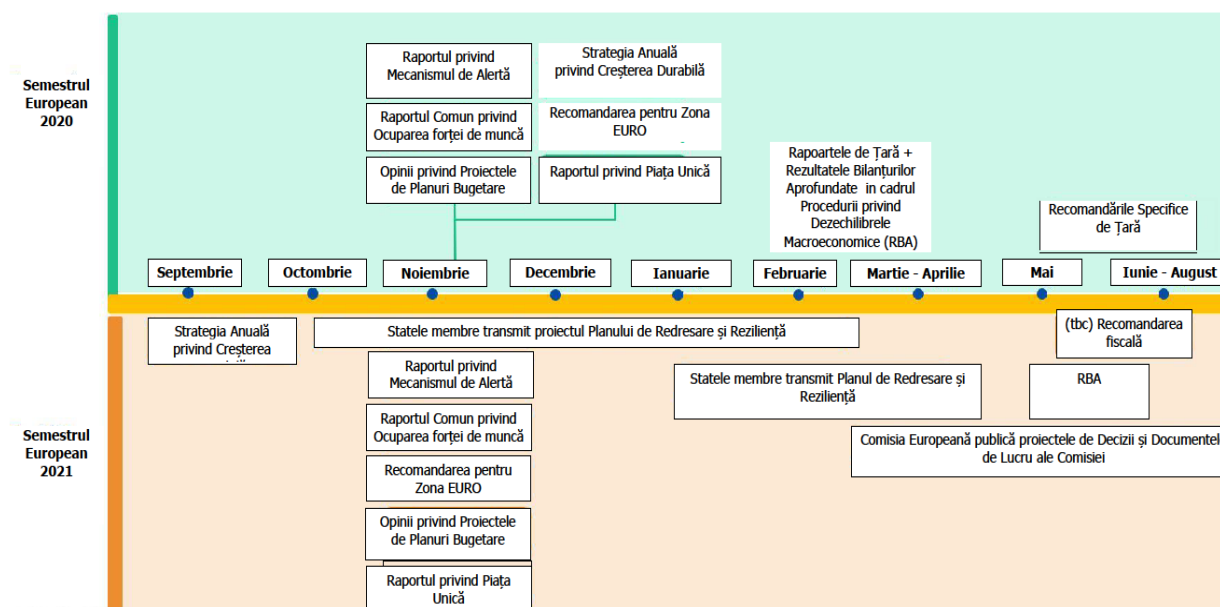 Semestrul
European
2020
Raportul privind
Mecanismul de Alertă
Raportul Comun privind
Ocuparea forței de muncă
Opinii privind Proiectele
de Planuri Bugetare
Strategia Anuală
privind Creșterea Durabilă
Recomandarea pentru Zona
EURO
Raportul privind Piața Unică
Rapoartele de Țară +
Rezultatele Bilanțurilor
Aprofundate in cadrul
Procedurii privind
Dezechilibrele
Macroeconomice (RBA)
Recomandările Specifice
de Țară
Septembrie
Octombrie
Noiembrie
Decembrie
Ianuarie
Februarie
Martie - Aprilie
Mai
Iunie - August
Semestrul
European
2021
Strategia Anuală
privind Creșterea
Statele membre transmit proiectul Planului de Redresare și Reziliență
Raportul privind
Mecanismul de Alertă
Raportul Comun privind
Ocuparea forței de muncă
Recomandarea pentru
Zona EURO
Opinii privind Proiectele
de Planuri Bugetare
Raportul privind Piața
Unică
Statele membre transmit Planul de Redresare și
Reziliență
(tbc) Recomandarea
fiscală
RBA
Comisia Europeană publică proiectele de Decizii și Documentele
de Lucru ale Comisiei